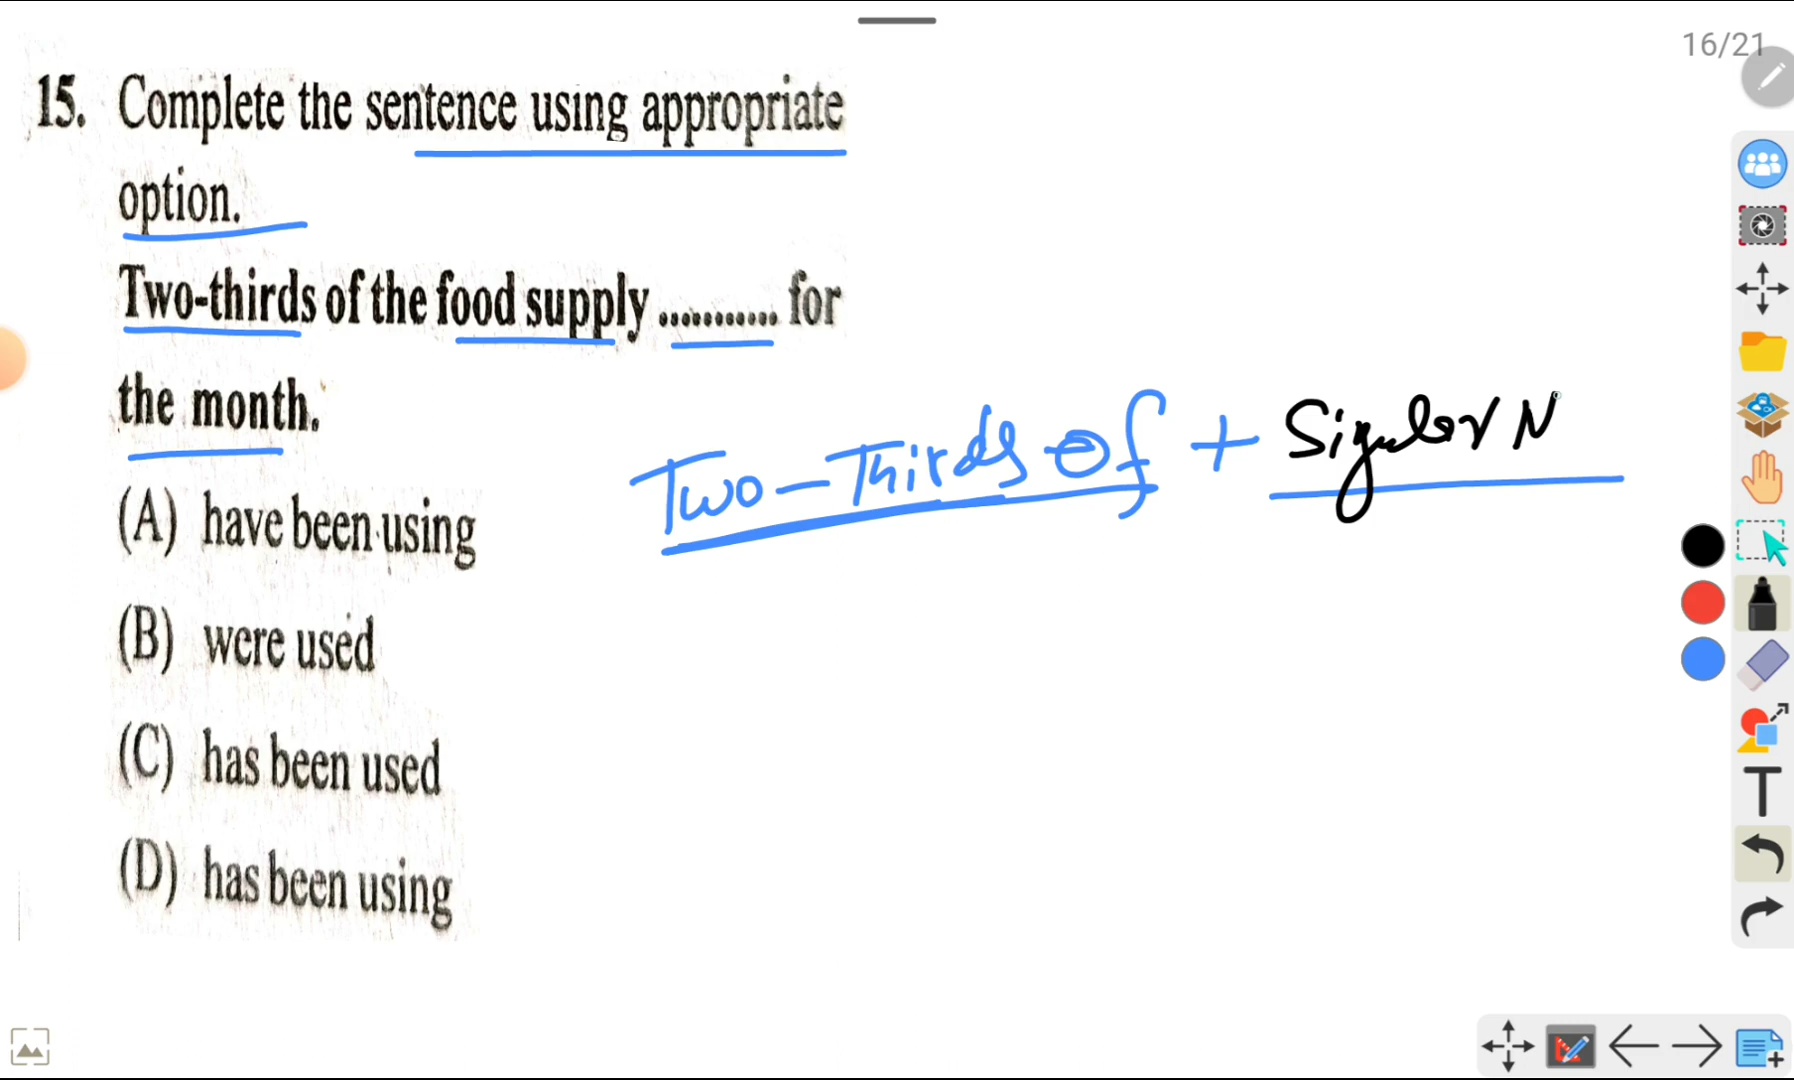 16/21
15. Complete the sentence using appropriate
option.
Two-thirds of the food supply ........... for
the month.
Two-Thirds of + Singular N
(A) have been using
(B) were used
(C) has been used
(D) has been using
T